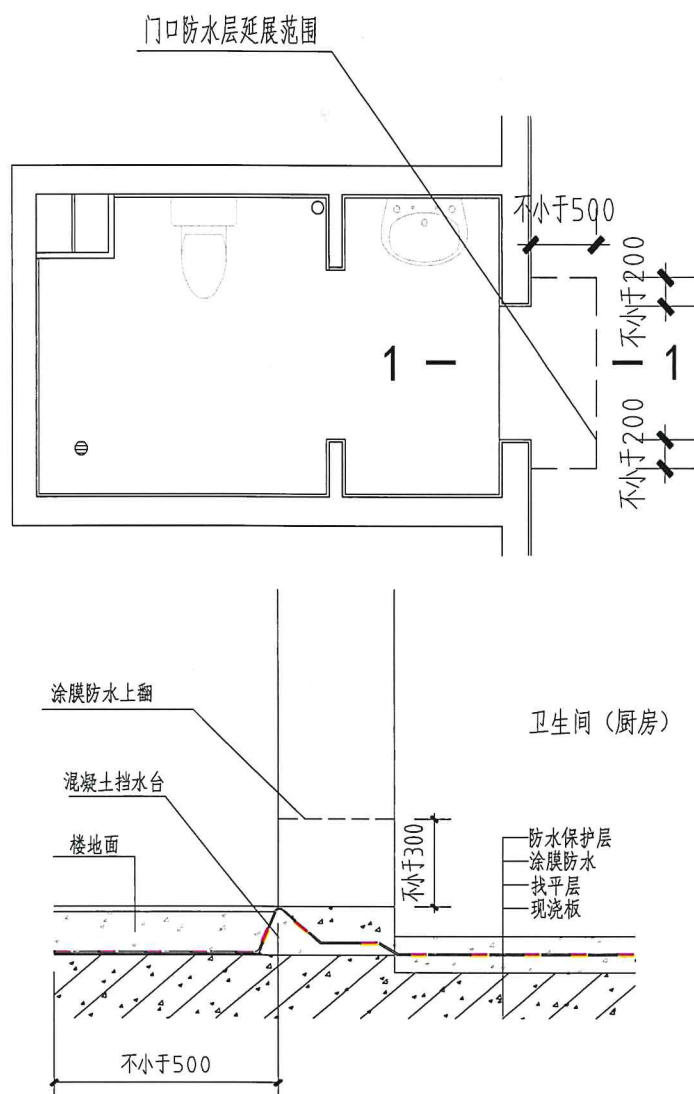 门口防水层延展范围
不小于500
不小于200
1
1
不小于200
涂膜防水上翻
卫生间（厨房）
混凝土挡水台
楼地面
不小于300
防水保护层
涂膜防水
找平层
现浇板
不小于500